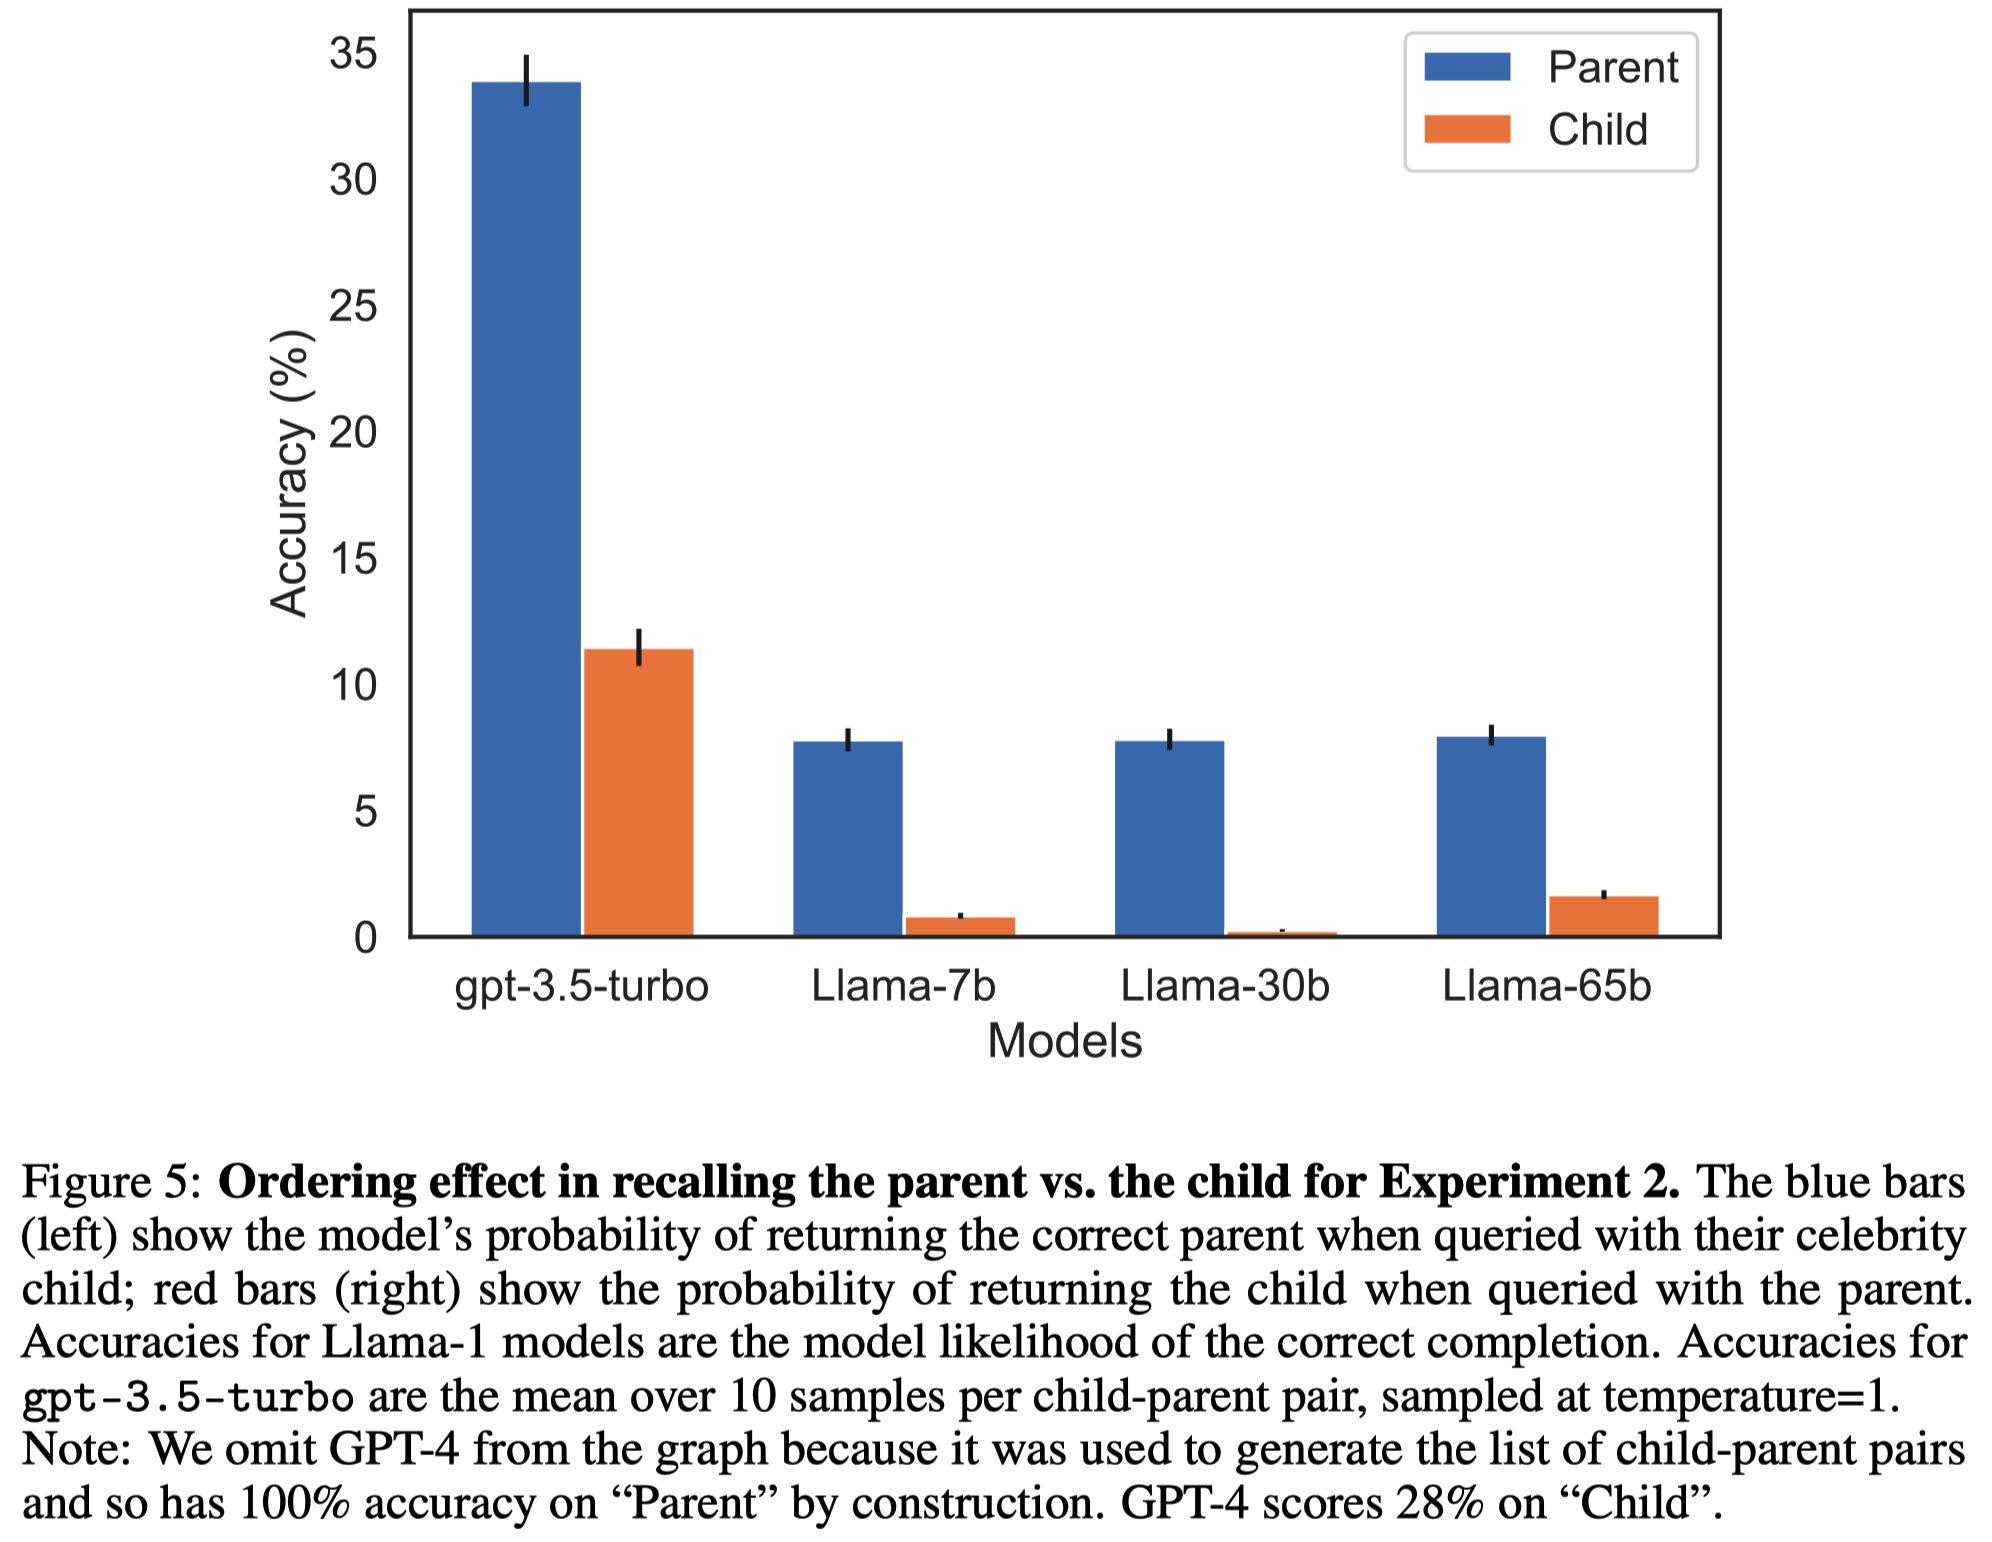 35
30
25
20
15
10
5
0
Accuracy (%)
Parent
Child
gpt-3.5-turbo
Llama-7b
Llama-30b
Llama-65b
Models
Figure 5: Ordering effect in recalling the parent vs. the child for Experiment 2. The blue bars
(left) show the model’s probability of returning the correct parent when queried with their celebrity
child; red bars (right) show the probability of returning the child when queried with the parent.
Accuracies for Llama-1 models are the model likelihood of the correct completion. Accuracies for
gpt-3.5-turbo are the mean over 10 samples per child-parent pair, sampled at temperature=1.
Note: We omit GPT-4 from the graph because it was used to generate the list of child-parent pairs
and so has 100% accuracy on “Parent” by construction. GPT-4 scores 28% on “Child”.